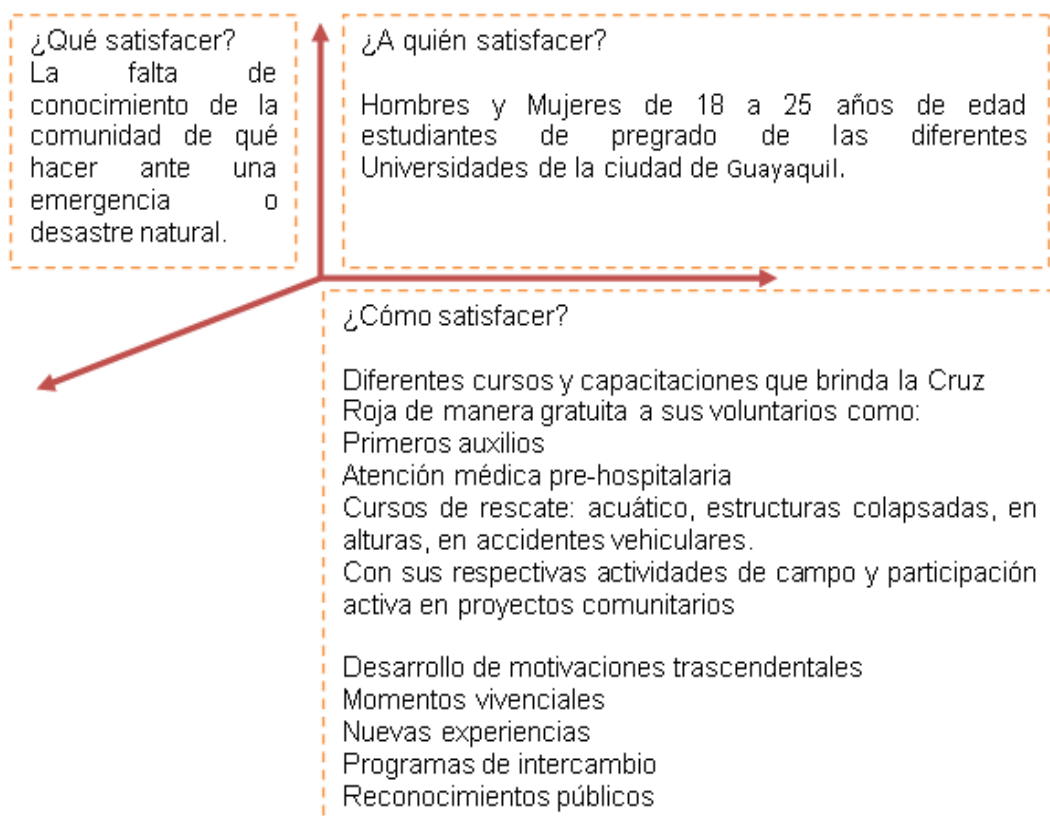 ¿Qué satisfacer?
La falta de
conocimiento de la
comunidad de qué
hacer ante una
emergencia o
desastre natural.
¿A quién satisfacer?
Hombres y Mujeres de 18 a 25 años de edad
estudiantes de pregrado de las diferentes
Universidades de la ciudad de Guayaquil.
¿Cómo satisfacer?
Diferentes cursos y capacitaciones que brinda la Cruz
Roja de manera gratuita a sus voluntarios como:
Primeros auxilios
Atención médica pre-hospitalaria
Cursos de rescate: acuático, estructuras colapsadas, en
alturas, en accidentes vehiculares.
Con sus respectivas actividades de campo y participación
activa en proyectos comunitarios
Desarrollo de motivaciones trascendentales
Momentos vivenciales
Nuevas experiencias
Programas de intercambio
Reconocimientos públicos